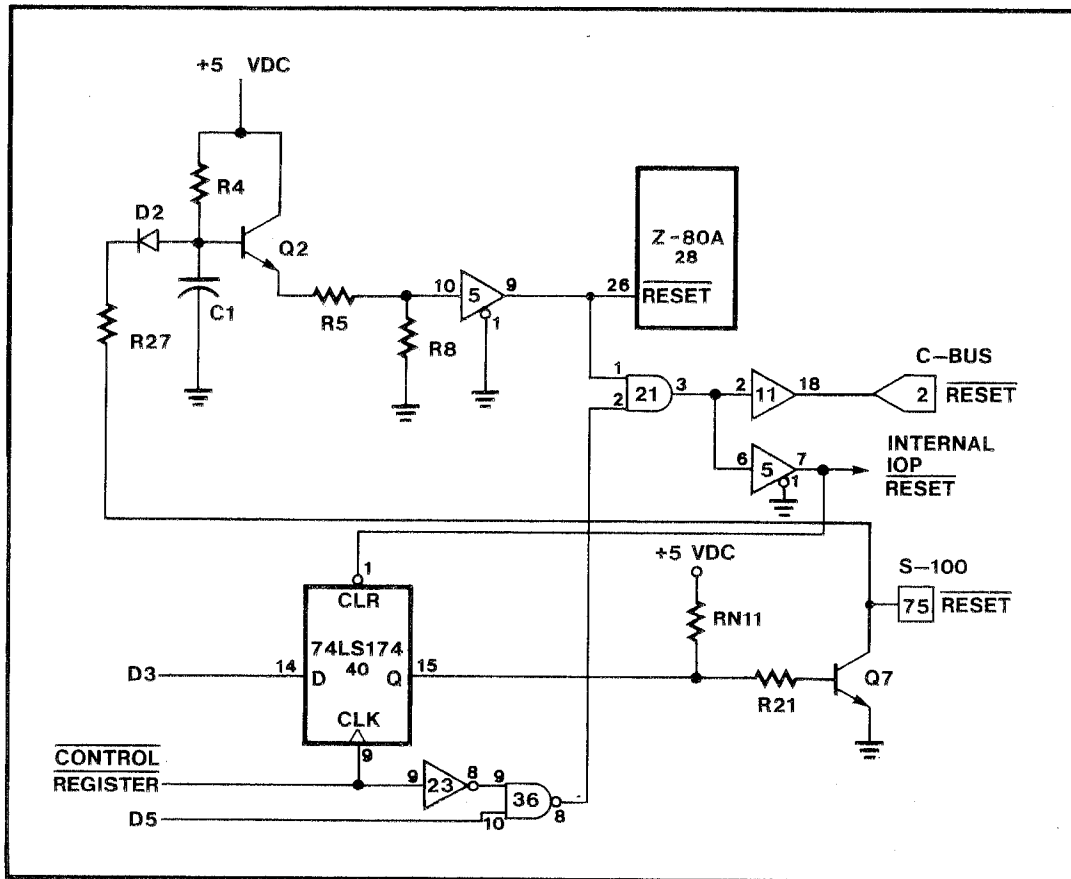 +5 VDC
R4
D2
Q2
C1
R27
R5
R8
10 5 9
1
Z-80A
28
26 RESET
1
2
21 3
2 11 18
C-BUS
2 RESET
6 5 7
1
INTERNAL
IOP
RESET
+5 VDC
RN11
S-100
75 RESET
1
CLR
74LS174
40
D3 14 D Q 15
R21
Q7
CLK
9
CONTROL
REGISTER
9 23 8 9
36
8
D5
10